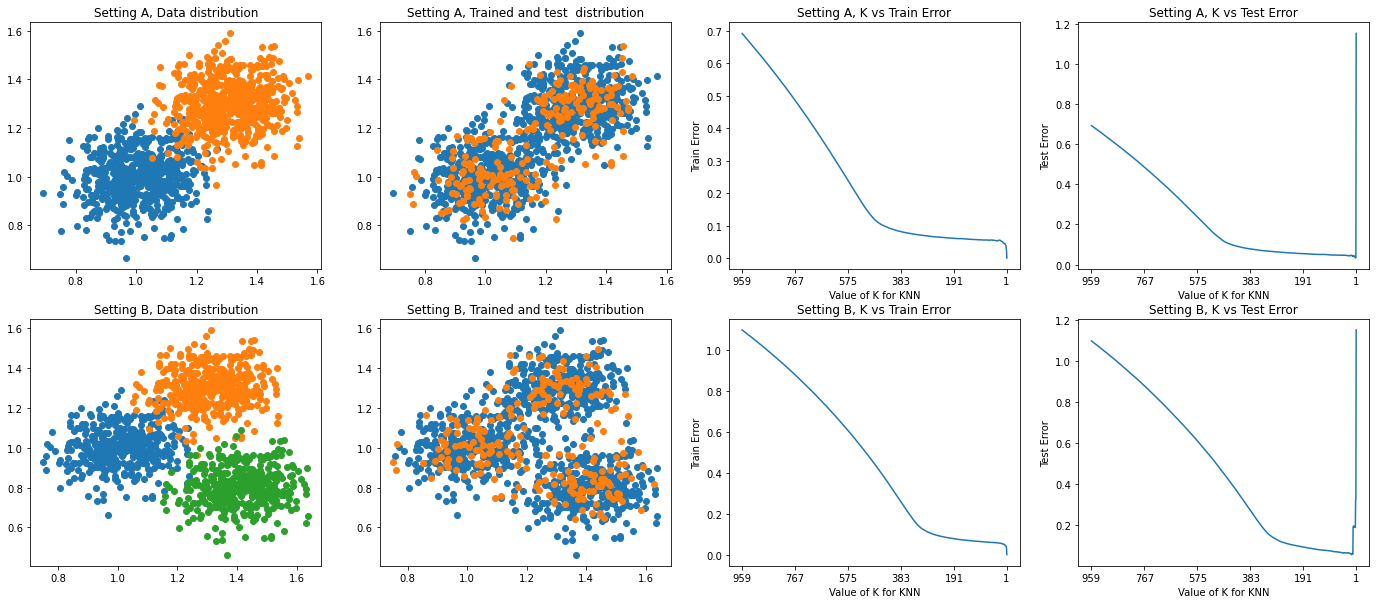 Setting A, Data distribution
1.6
1.4
1.2
1.0
0.8
0.8 1.0 1.2 1.4 1.6
Setting A, Trained and test  distribution
1.6
1.4
1.2
1.0
0.8
0.8 1.0 1.2 1.4 1.6
Setting A, K vs Train Error
Train Error
0.7
0.6
0.5
0.4
0.3
0.2
0.1
0.0
959 767 575 383 191 1
Value of K for KNN
Setting A, K vs Test Error
Test Error
1.2
1.0
0.8
0.6
0.4
0.2
0.0
959 767 575 383 191 1
Value of K for KNN
Setting B, Data distribution
1.6
1.4
1.2
1.0
0.8
0.6
0.8 1.0 1.2 1.4 1.6
Setting B, Trained and test  distribution
1.6
1.4
1.2
1.0
0.8
0.6
0.8 1.0 1.2 1.4 1.6
Setting B, K vs Train Error
Train Error
1.0
0.8
0.6
0.4
0.2
0.0
959 767 575 383 191 1
Value of K for KNN
Setting B, K vs Test Error
Test Error
1.2
1.0
0.8
0.6
0.4
0.2
959 767 575 383 191 1
Value of K for KNN